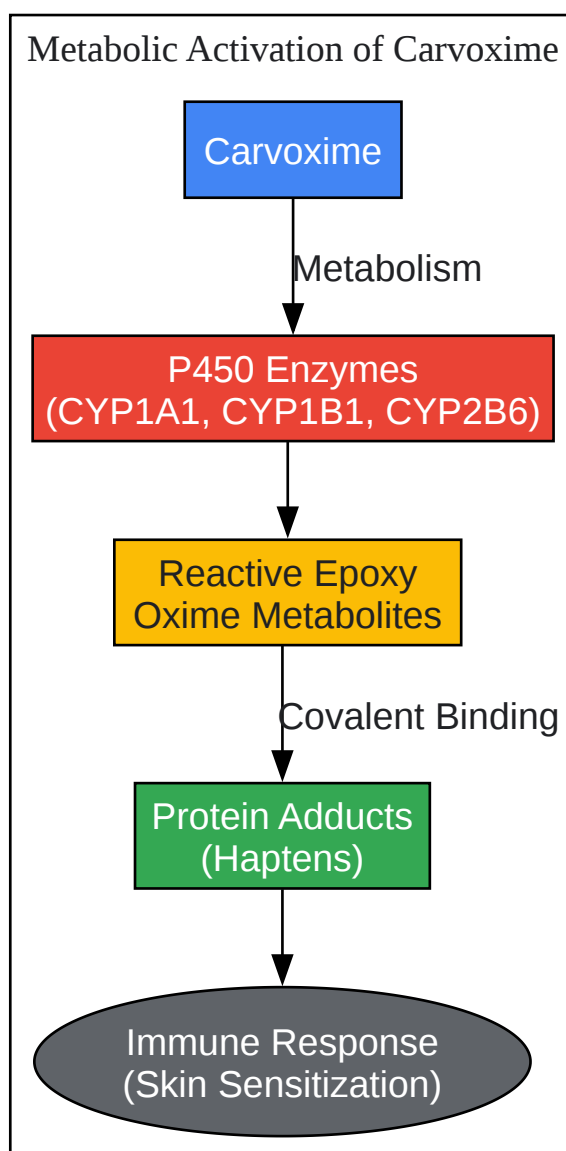 Metabolic Activation of Carvoxime
Carvoxime
Metabolism
P450 Enzymes
(CYP1A1, CYP1B1, CYP2B6)
Reactive Epoxy
Oxime Metabolites
Covalent Binding
Protein Adducts
(Haptens)
Immune Response
(Skin Sensitization)